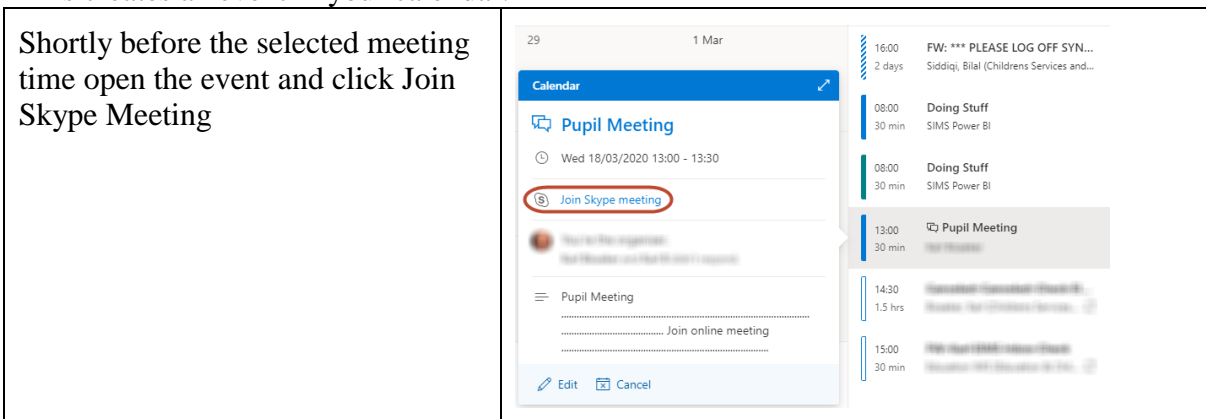 Shortly before the selected meeting
time open the event and click Join
Skype Meeting
29 1 Mar
Calendar
Pupil Meeting
Wed 18/03/2020 13:00 - 13:30
Join Skype meeting
Pupil Meeting
....................................................................................................
......................................... Join online meeting
...................................................................................
Edit Cancel
16:00 FW: *** PLEASE LOG OFF SYN...
2 days Siddiqi, Bilal (Childrens Services and...
08:00 Doing Stuff
30 min SIMS Power BI
08:00 Doing Stuff
30 min SIMS Power BI
13:00 Pupil Meeting
30 min
14:30
1.5 hrs
15:00
30 min